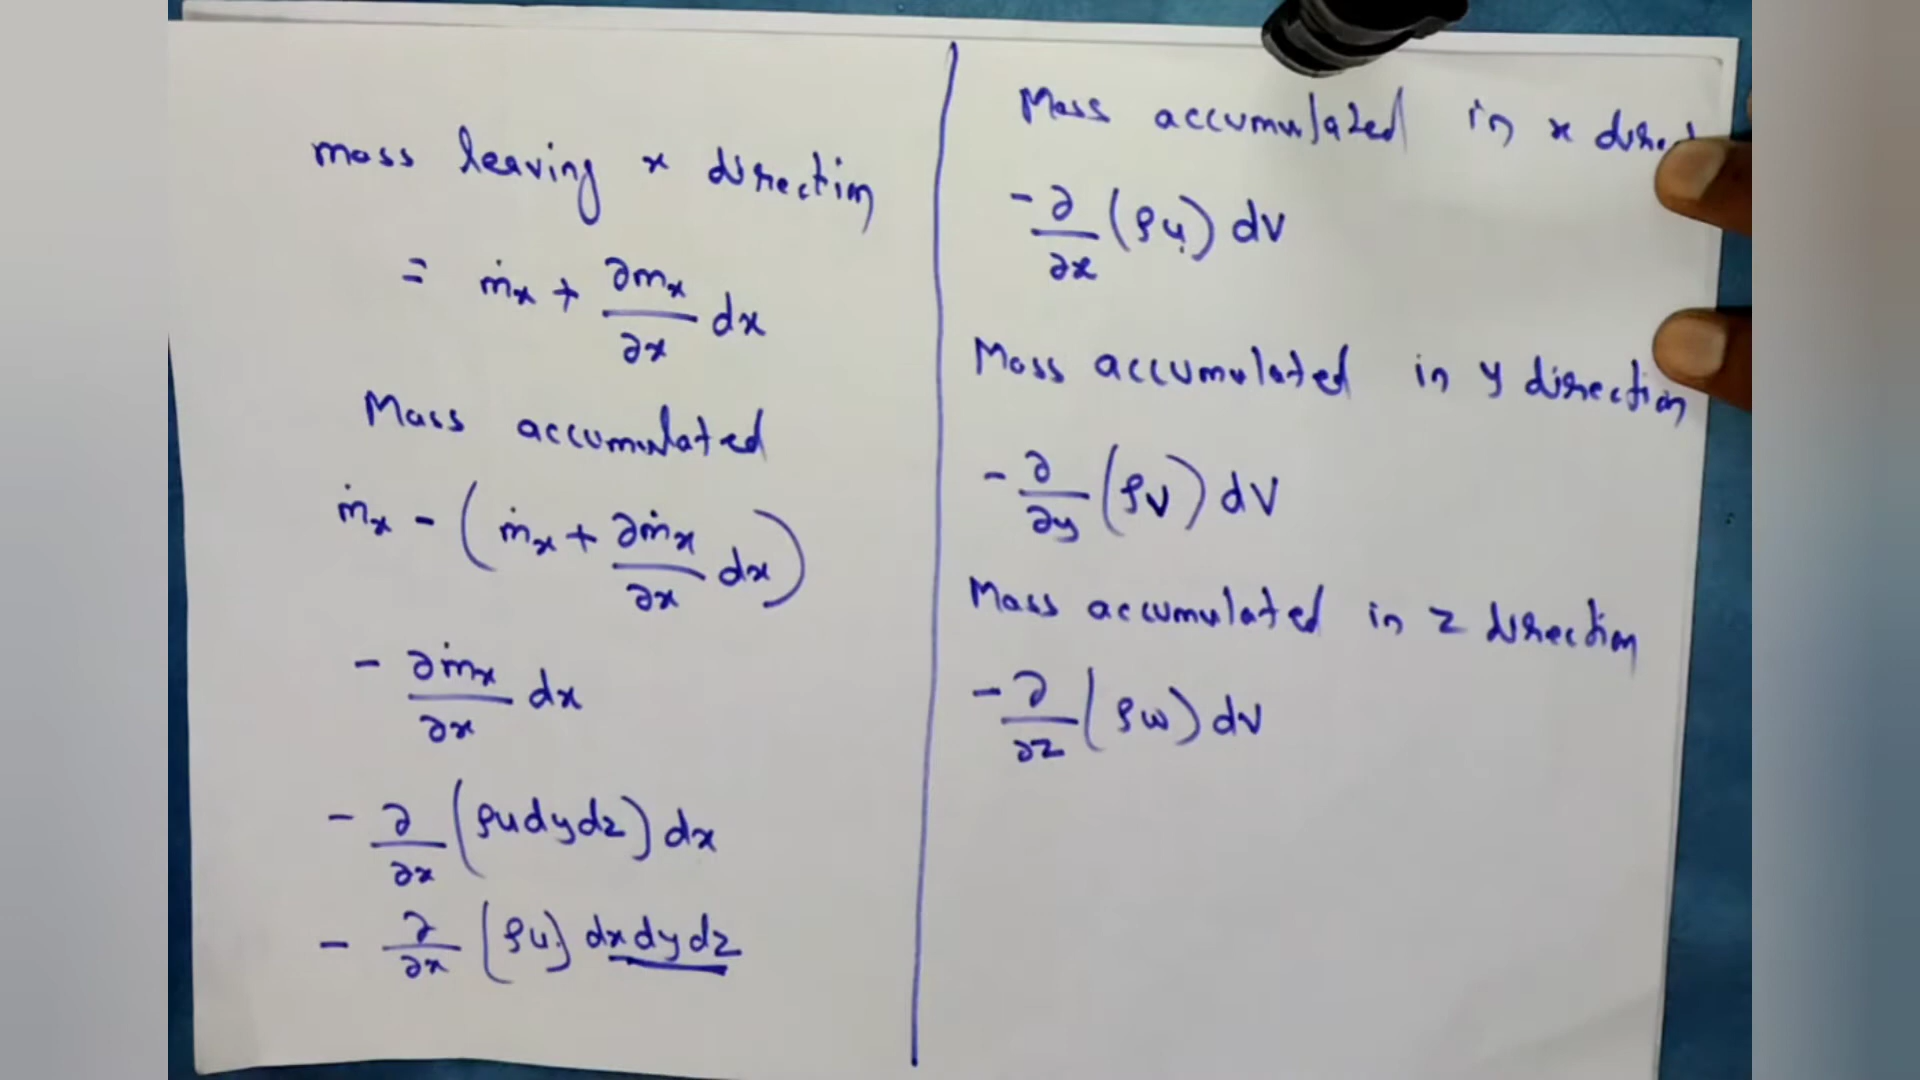 mass leaving x direction
= ṁx + ∂mx/∂x dx
Mass accumulated
ṁx - (ṁx + ∂ṁx/∂x dx)
- ∂ṁx/∂x dx
- ∂/∂x (ρu dy dz) dx
- ∂/∂x (ρu) dx dy dz
Mass accumulated in x
- ∂/∂x (ρu) dV
Mass accumulated in y direction
- ∂/∂y (ρv) dV
Mass accumulated in z direction
- ∂/∂z (ρw) dV